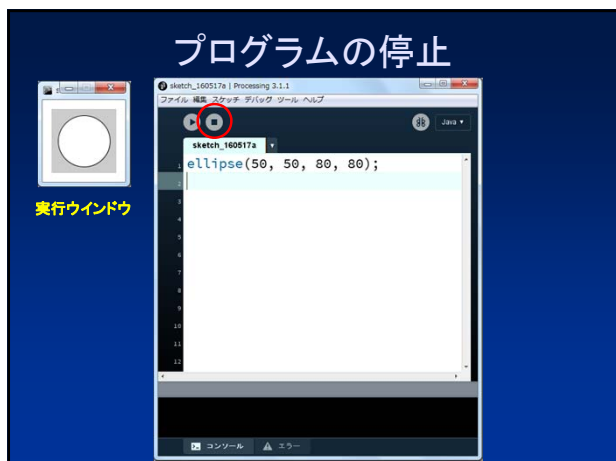 プログラムの停止
sketch_160517a | Processing 3.1.1
ファイル 編集 スケッチ デバッグ ツール ヘルプ
Java ▼
sketch_160517a ▼
1 ellipse(50, 50, 80, 80);
2
3
4
5
6
7
8
9
10
11
12
実行ウインドウ
コンソール エラー